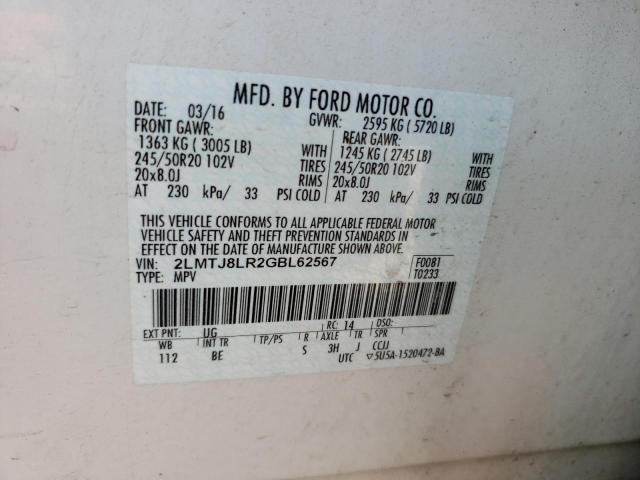 MFD. BY FORD MOTOR CO.
DATE: 03/16 GVWR: 2595 KG ( 5720 LB)
FRONT GAWR: REAR GAWR:
1363 KG ( 3005 LB) WITH 1245 KG ( 2745 LB) WITH
245/50R20 102V TIRES 245/50R20 102V TIRES
20x8.0J RIMS 20x8.0J RIMS
AT 230 kPa/ 33 PSI COLD AT 230 kPa/ 33 PSI COLD
THIS VEHICLE CONFORMS TO ALL APPLICABLE FEDERAL MOTOR
VEHICLE SAFETY AND THEFT PREVENTION STANDARDS IN
EFFECT ON THE DATE OF MANUFACTURE SHOWN ABOVE.
VIN: 2LMTJ8LR2GBL62567 F0081
TYPE: MPV T0233
EXT PNT: UG RC: 14 DSO:
WB INT TR TP/PS R AXLE TR SPR
112 BE S 3H J CCJJ
UTC ▽5U5A-1520472-BA